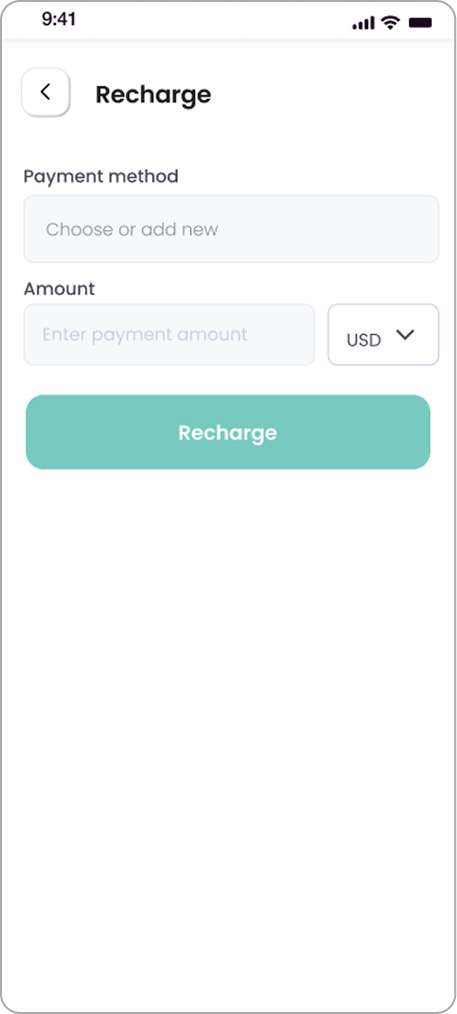 9:41
Recharge
Payment method
Choose or add new
Amount
Enter payment amount
USD
Recharge